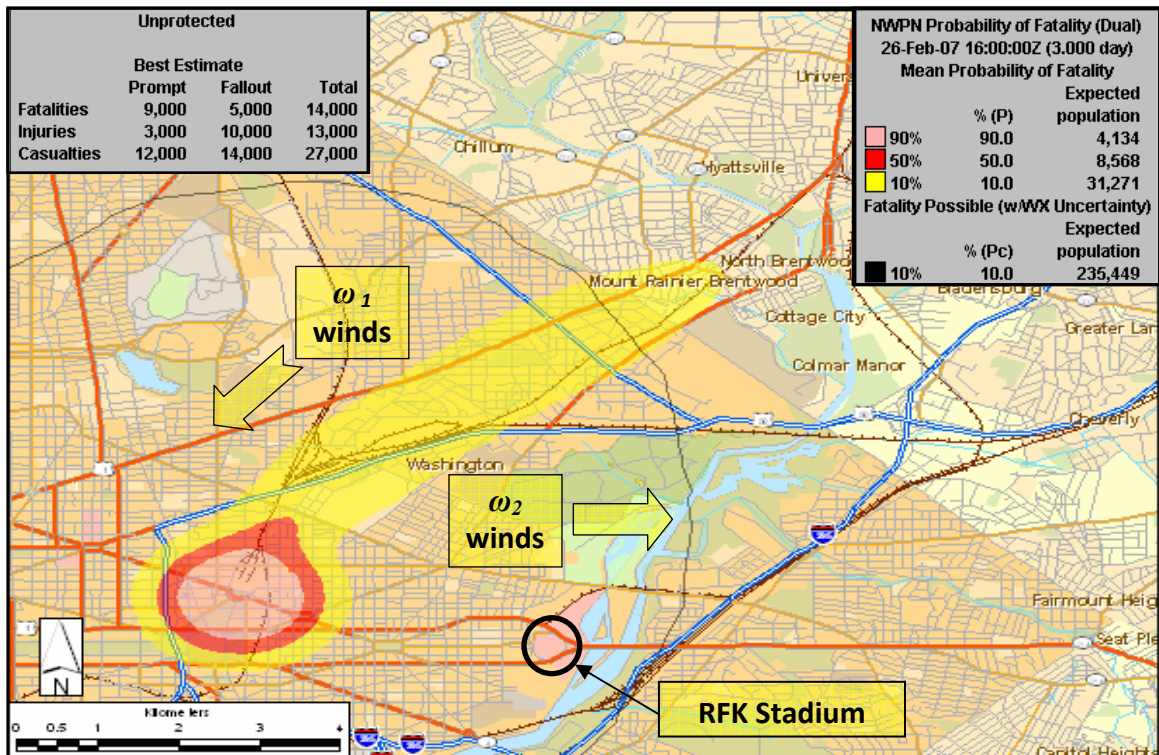 Unprotected
Best Estimate
Prompt Fallout Total
Fatalities 9,000 5,000 14,000
Injuries 3,000 10,000 13,000
Casualties 12,000 14,000 27,000
NWPN Probability of Fatality (Dual)
26-Feb-07 16:00:00Z (3.000 day)
Mean Probability of Fatality
Expected
% (P) population
90% 90.0 4,134
50% 50.0 8,568
10% 10.0 31,271
Fatality Possible (w/WX Uncertainty)
Expected
% (Pc) population
10% 10.0 235,449
Univer
Chillum
Hyattsville
North Brentwood
Mount Rainier Brentwood
Bladensburg
Cottage City
Greater Lan
Colmar Manor
Cheverly
ω1
winds
Washington
ω2
winds
Fairmount Heigh
Seat Ple
N
RFK Stadium
Kilometers
0 0.5 1 2 3 4
Capitol Heights